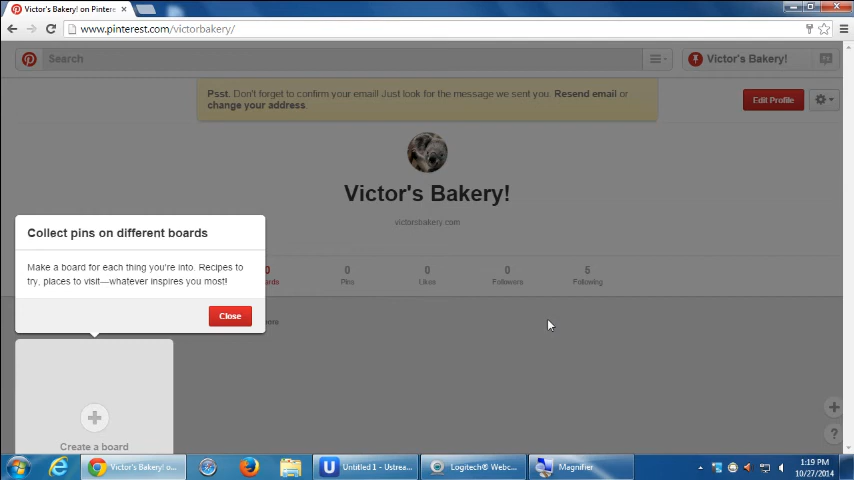 Victor's Bakery! on Pintere
www.pinterest.com/victorbakery/
Search
Victor's Bakery!
Psst. Don't forget to confirm your email! Just look for the message we sent you. Resend email or
change your address.
Edit Profile
Victor's Bakery!
victorsbakery.com
Collect pins on different boards
Make a board for each thing you're into. Recipes to
try, places to visit—whatever inspires you most!
Close
0 0 0 0 5
Pins Likes Followers Following
Create a board
?
Victor's Bakery! o...
Untitled 1 - Ustrea...
Logitech® Webc...
Magnifier
1:19 PM
10/27/2014